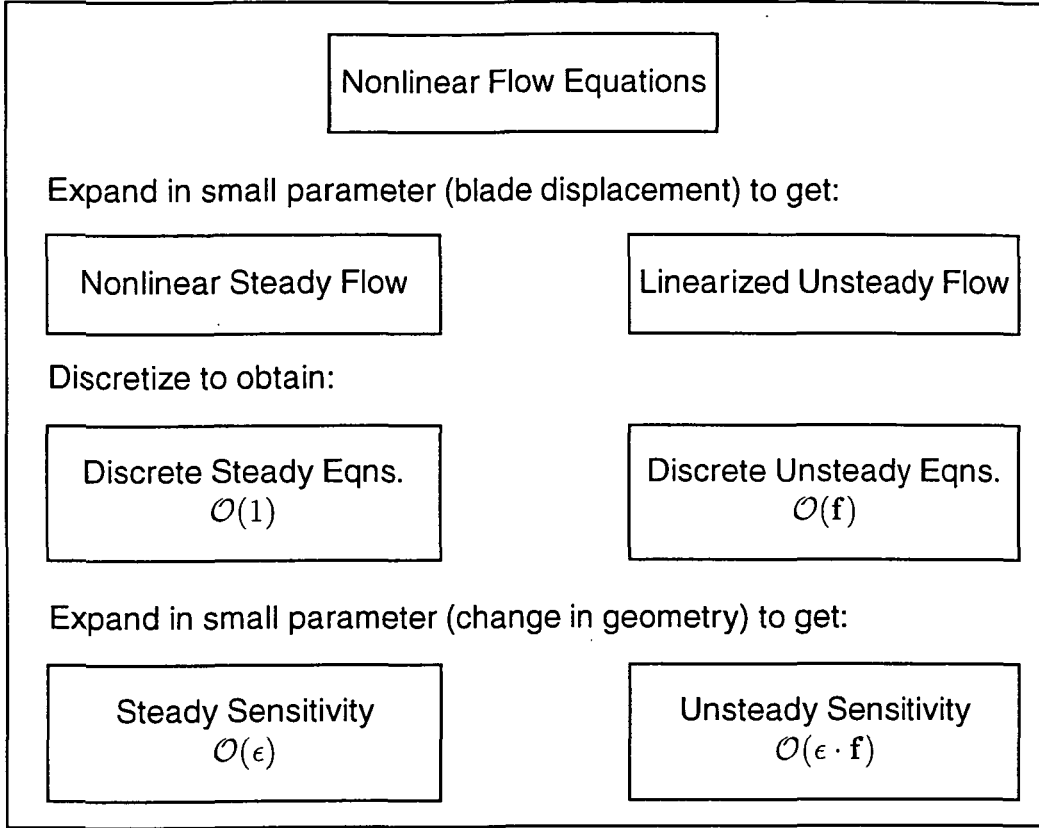 Nonlinear Flow Equations
Expand in small parameter (blade displacement) to get:
Nonlinear Steady Flow
Linearized Unsteady Flow
Discretize to obtain:
Discrete Steady Eqns.
𝒪(1)
Discrete Unsteady Eqns.
𝒪(f)
Expand in small parameter (change in geometry) to get:
Steady Sensitivity
𝒪(ϵ)
Unsteady Sensitivity
𝒪(ϵ · f)